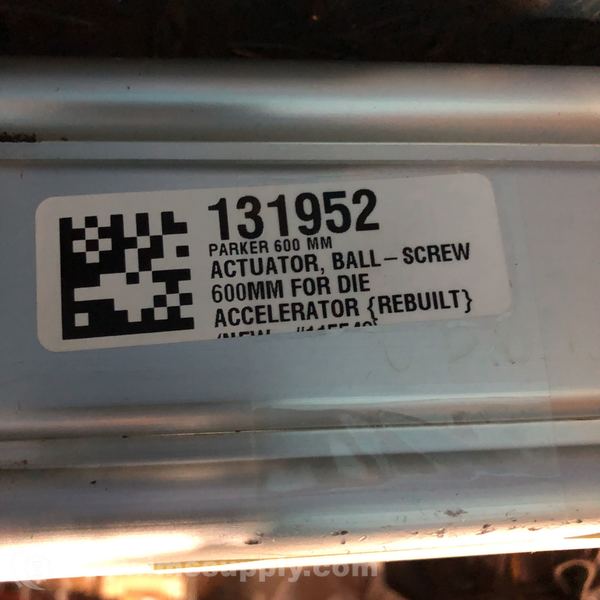 131952
PARKER 600 MM
ACTUATOR, BALL-SCREW
600MM FOR DIE
ACCELERATOR {REBUILT}